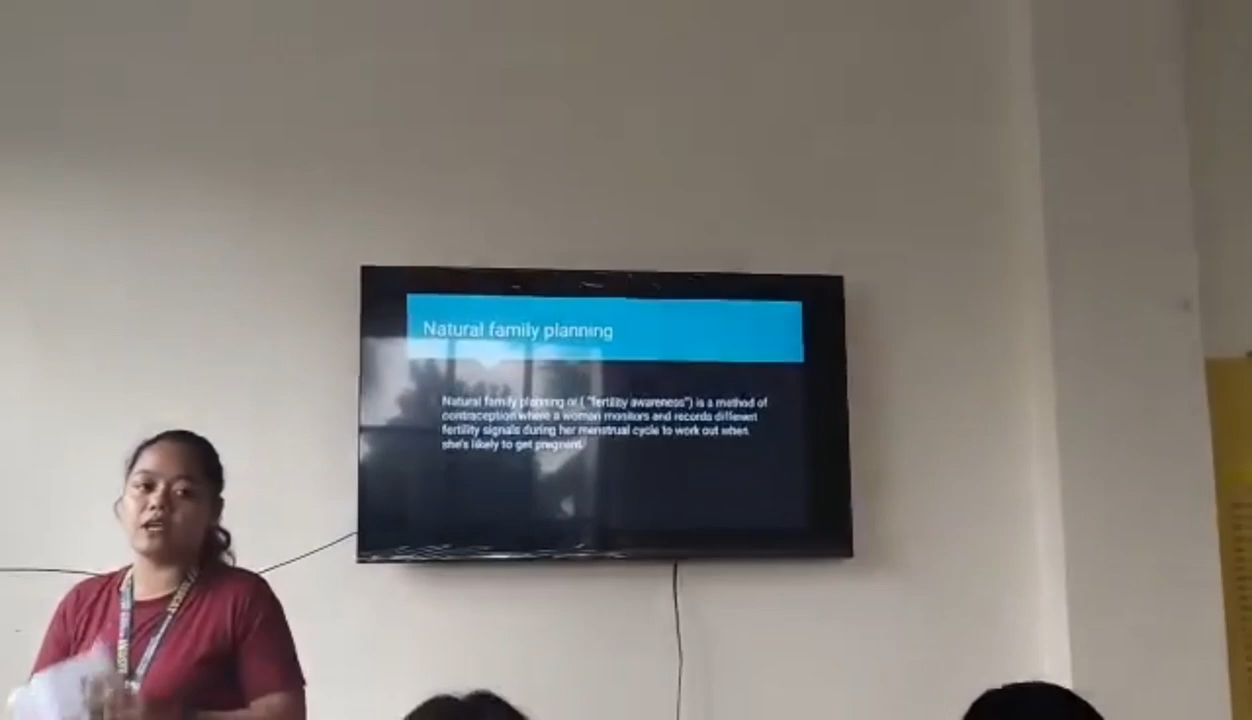 Natural family planning
Natural family planning or ( "fertility awareness") is a method of
contraception where a woman monitors and records different
fertility signals during her menstrual cycle to work out when
she's likely to get pregnant.